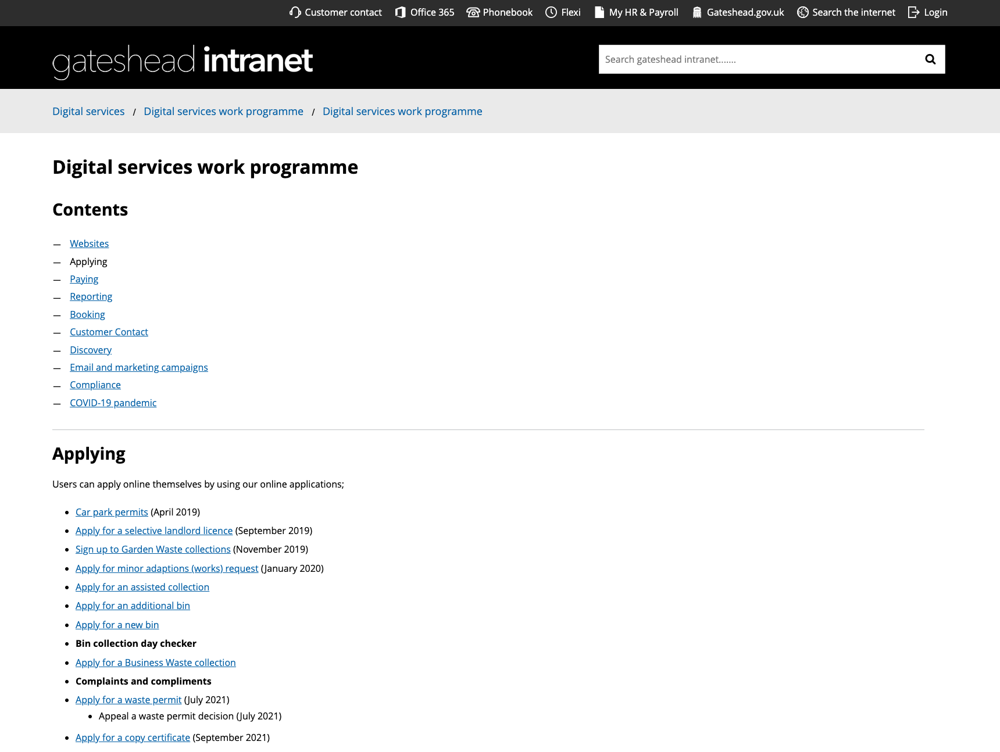 Customer contact Office 365 Phonebook Flexi My HR & Payroll Gateshead.gov.uk Search the internet Login
gateshead intranet
Search gateshead intranet.......
Digital services / Digital services work programme / Digital services work programme
Digital services work programme
Contents
— Websites
— Applying
— Paying
— Reporting
— Booking
— Customer Contact
— Discovery
— Email and marketing campaigns
— Compliance
— COVID-19 pandemic
Applying
Users can apply online themselves by using our online applications;
• Car park permits (April 2019)
• Apply for a selective landlord licence (September 2019)
• Sign up to Garden Waste collections (November 2019)
• Apply for minor adaptions (works) request (January 2020)
• Apply for an assisted collection
• Apply for an additional bin
• Apply for a new bin
• Bin collection day checker
• Apply for a Business Waste collection
• Complaints and compliments
• Apply for a waste permit (July 2021)
• Appeal a waste permit decision (July 2021)
• Apply for a copy certificate (September 2021)